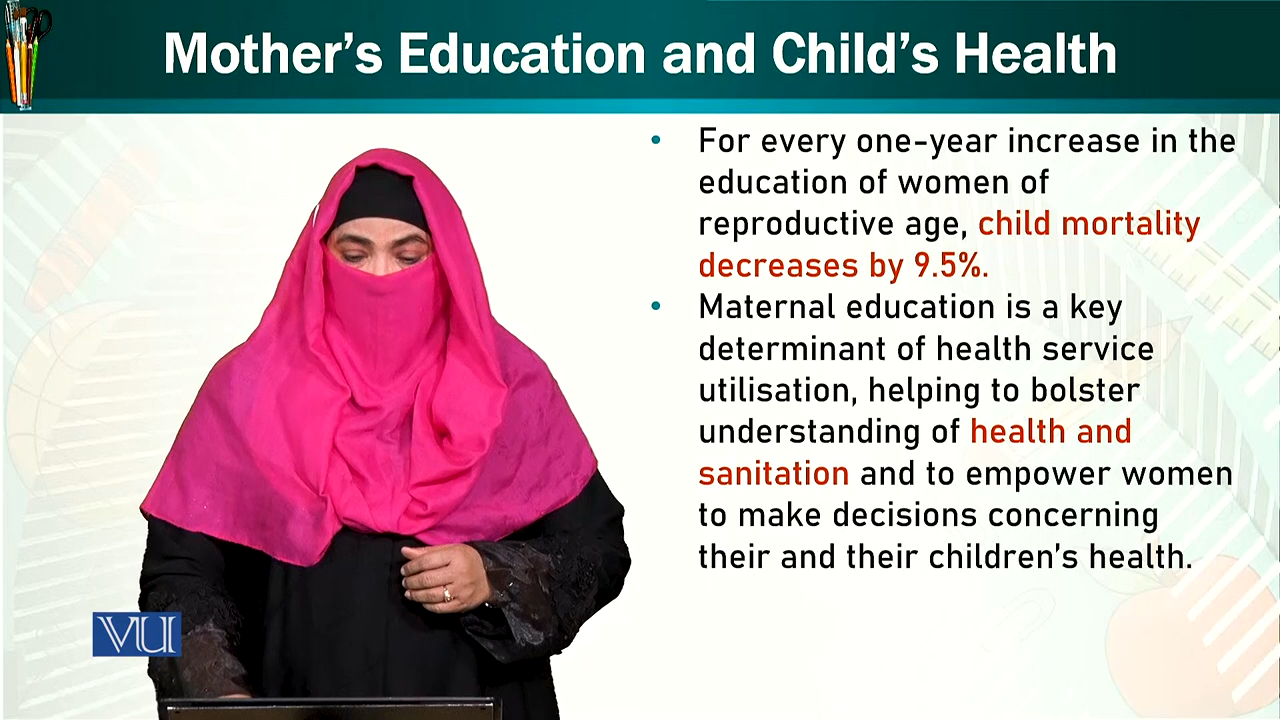 Mother’s Education and Child’s Health
• For every one-year increase in the
education of women of
reproductive age, child mortality
decreases by 9.5%.
• Maternal education is a key
determinant of health service
utilisation, helping to bolster
understanding of health and
sanitation and to empower women
to make decisions concerning
their and their children’s health.
VU